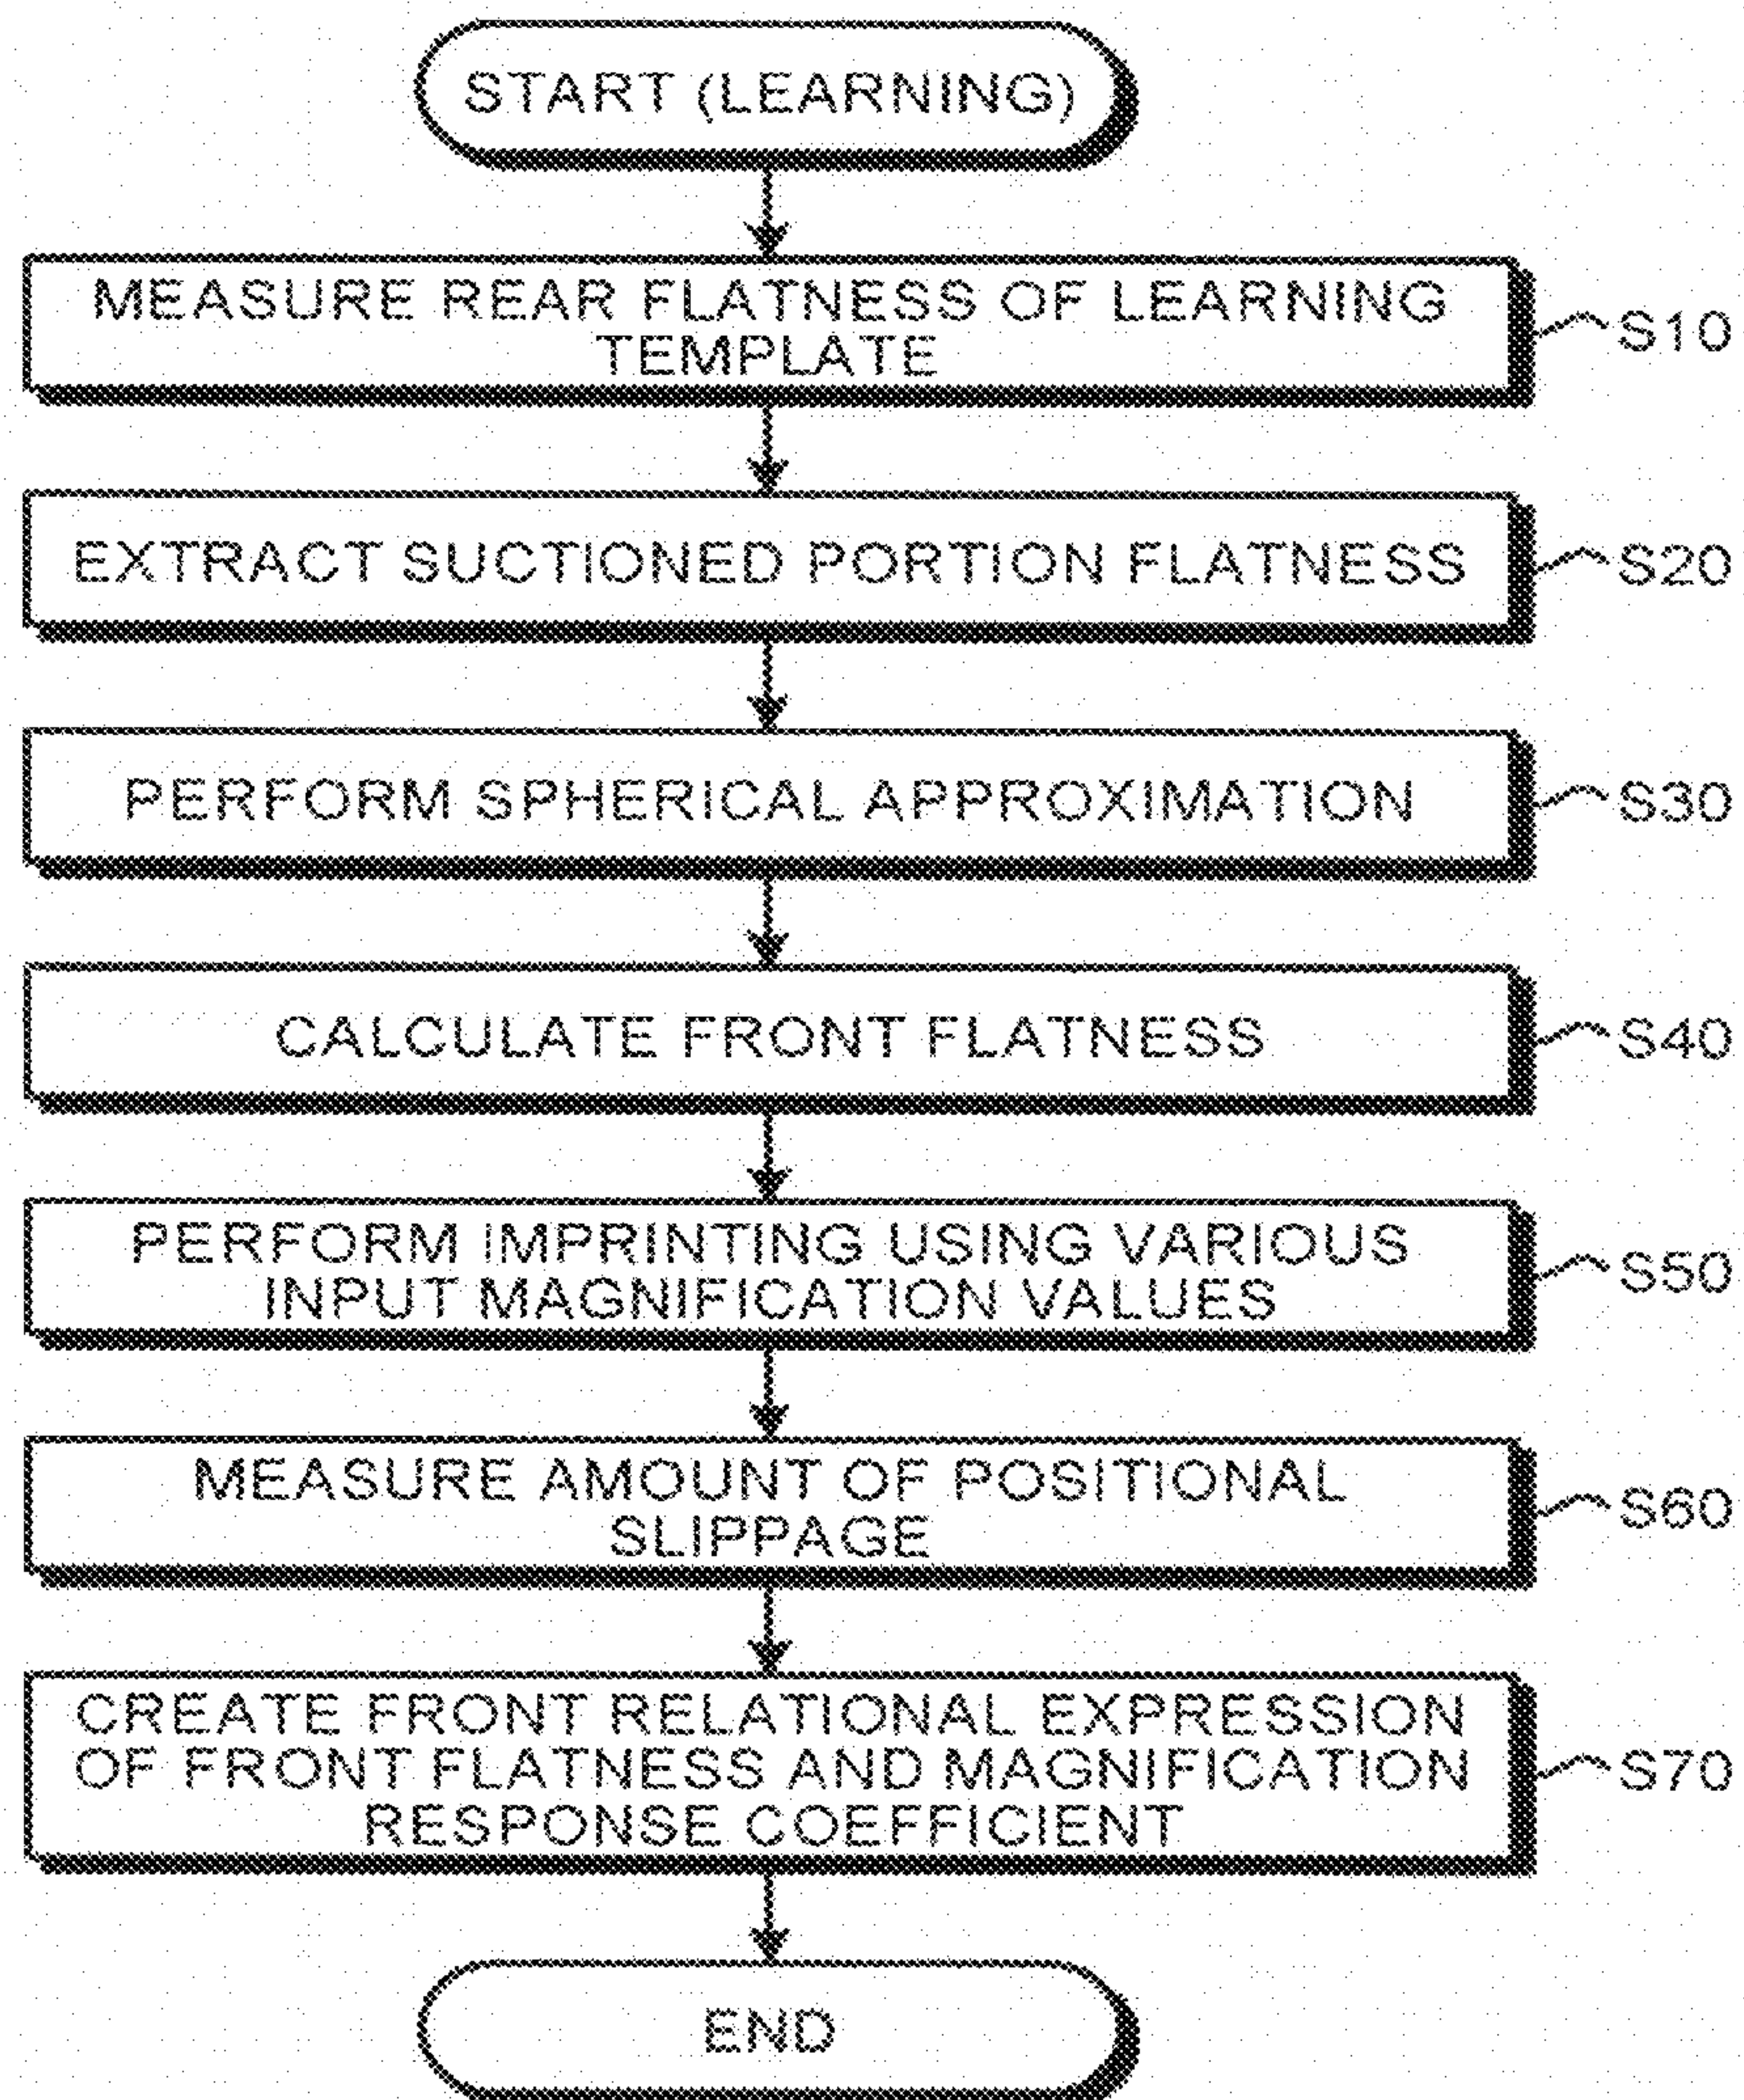 START (LEARNING)
MEASURE REAR FLATNESS OF LEARNING
TEMPLATE
S10
EXTRACT SUCTIONED PORTION FLATNESS
S20
PERFORM SPHERICAL APPROXIMATION
S30
CALCULATE FRONT FLATNESS
S40
PERFORM IMPRINTING USING VARIOUS
INPUT MAGNIFICATION VALUES
S50
MEASURE AMOUNT OF POSITIONAL
SLIPPAGE
S60
CREATE FRONT RELATIONAL EXPRESSION
OF FRONT FLATNESS AND MAGNIFICATION
RESPONSE COEFFICIENT
S70
END